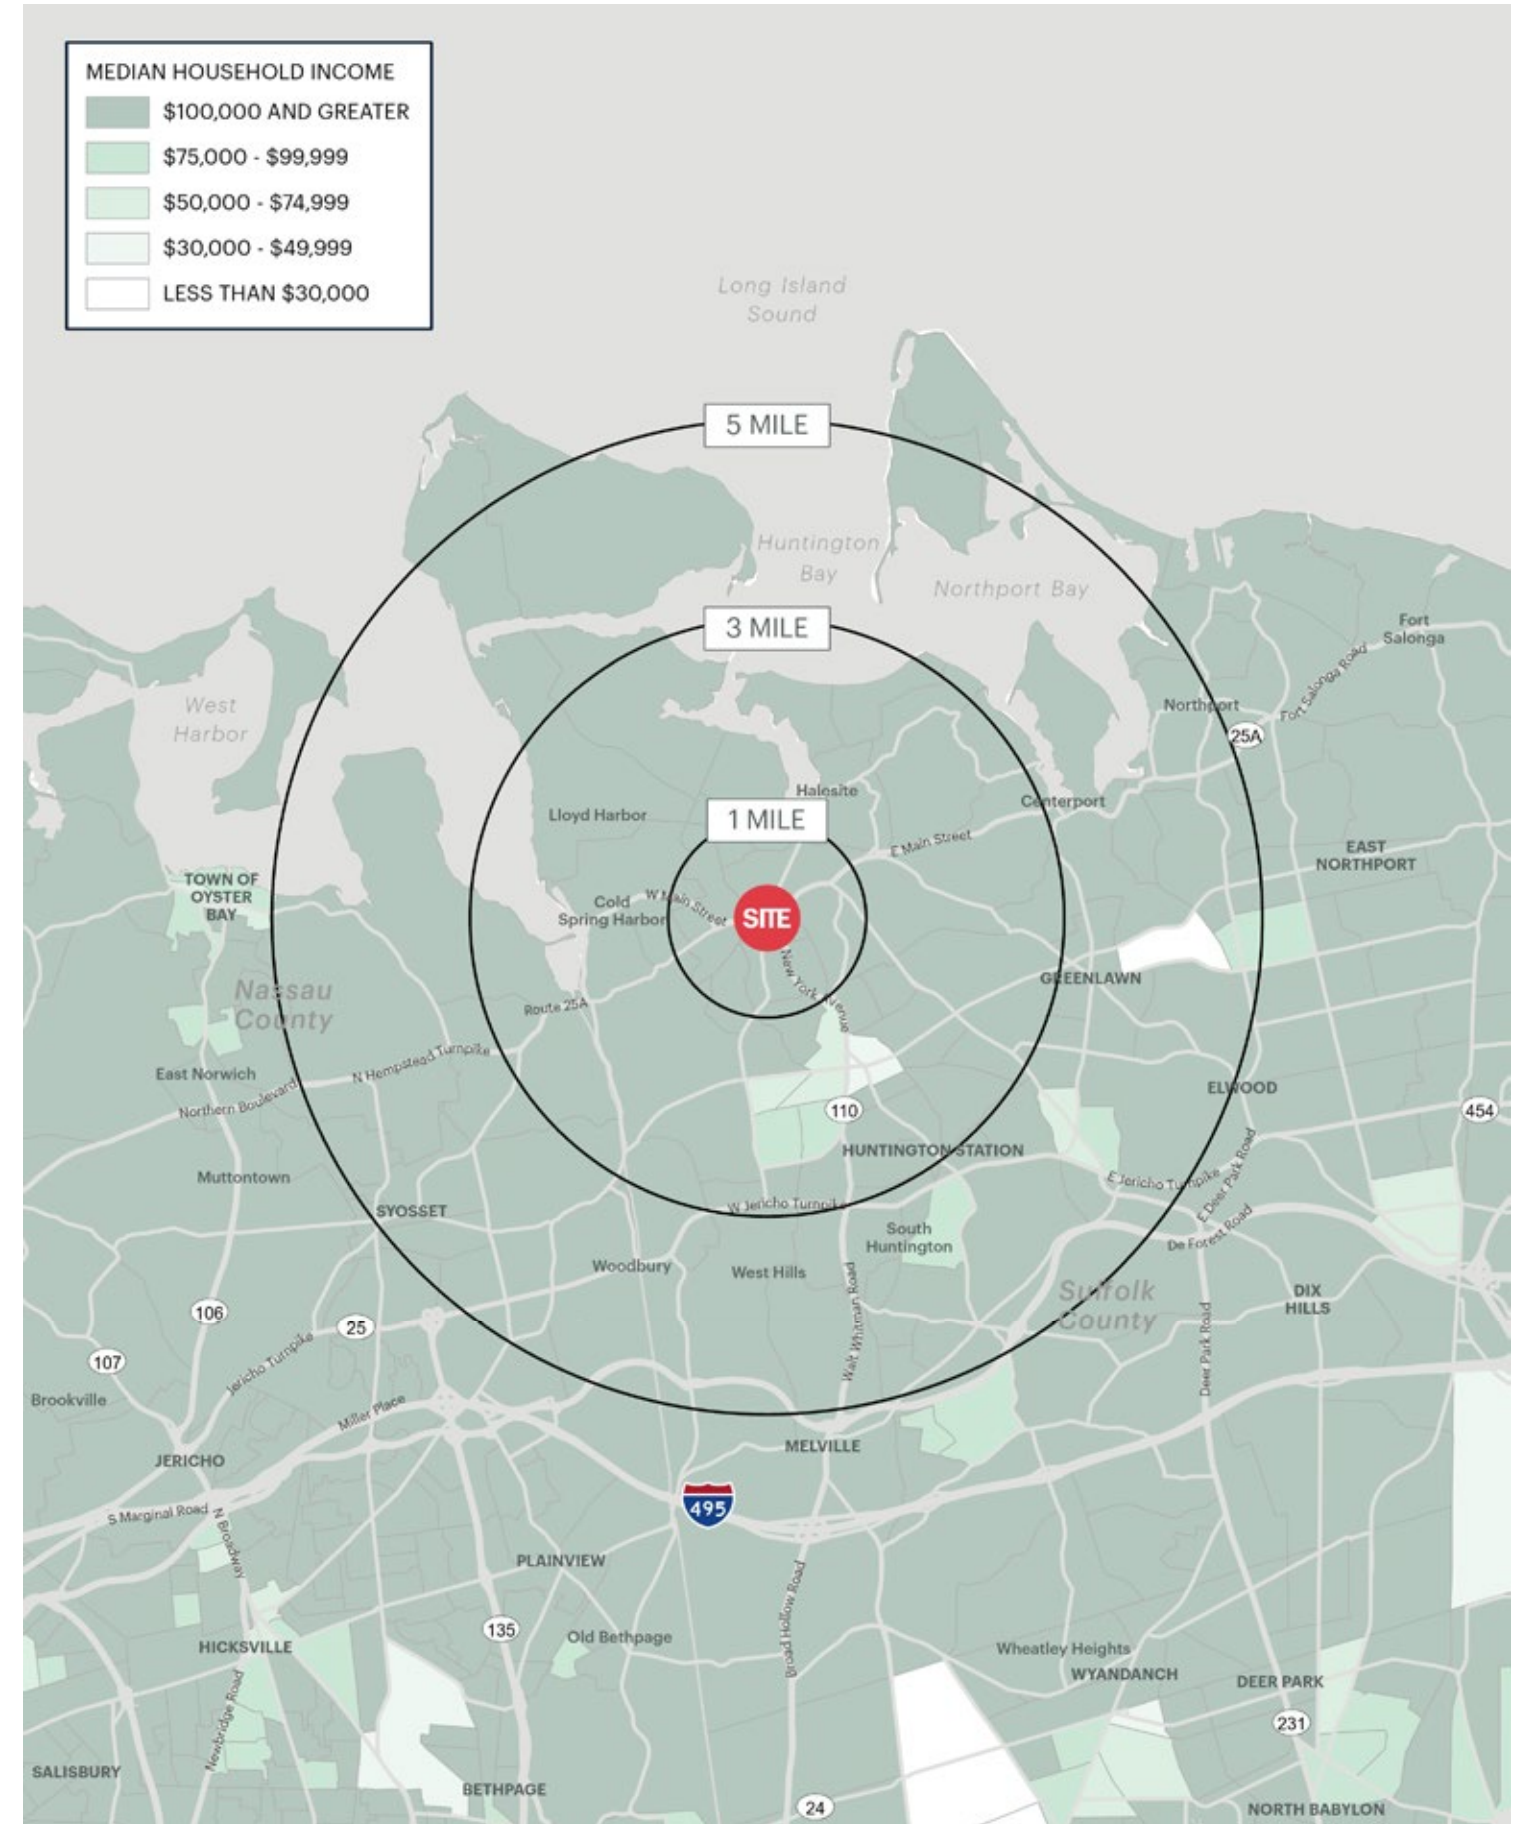 MEDIAN HOUSEHOLD INCOME
$100,000 AND GREATER
$75,000 - $99,999
$50,000 - $74,999
$30,000 - $49,999
LESS THAN $30,000
Long Island
Sound
5 MILE
Huntington
Bay
Northport Bay
3 MILE
Fort
Salonga
Fort Salonga Road
West
Harbor
Northport
25A
Halesite
Centerport
Lloyd Harbor
1 MILE
E Main Street
EAST
NORTHPORT
TOWN OF
OYSTER
BAY
Cold
Spring Harbor
W Main Street
SITE
GREENLAWN
Nassau
County
New York Avenue
Route 25A
N Hempstead Turnpike
East Norwich
Northern Boulevard
ELWOOD
110
454
HUNTINGTON STATION
Muttontown
E Jericho Turnpike
E Deer Park Road
SYOSSET
W Jericho Turnpike
South
Huntington
De Forest Road
Woodbury
West Hills
Suffolk
County
DIX
HILLS
106
25
Walt Whitman Road
Deer Park Road
107
Jericho Turnpike
Brookville
Miller Place
MELVILLE
JERICHO
495
S Marginal Road
N Broadway
PLAINVIEW
135
Old Bethpage
Broad Hollow Road
HICKSVILLE
Wheatley Heights
WYANDANCH
DEER PARK
Newbridge Road
231
SALISBURY
BETHPAGE
24
NORTH BABYLON